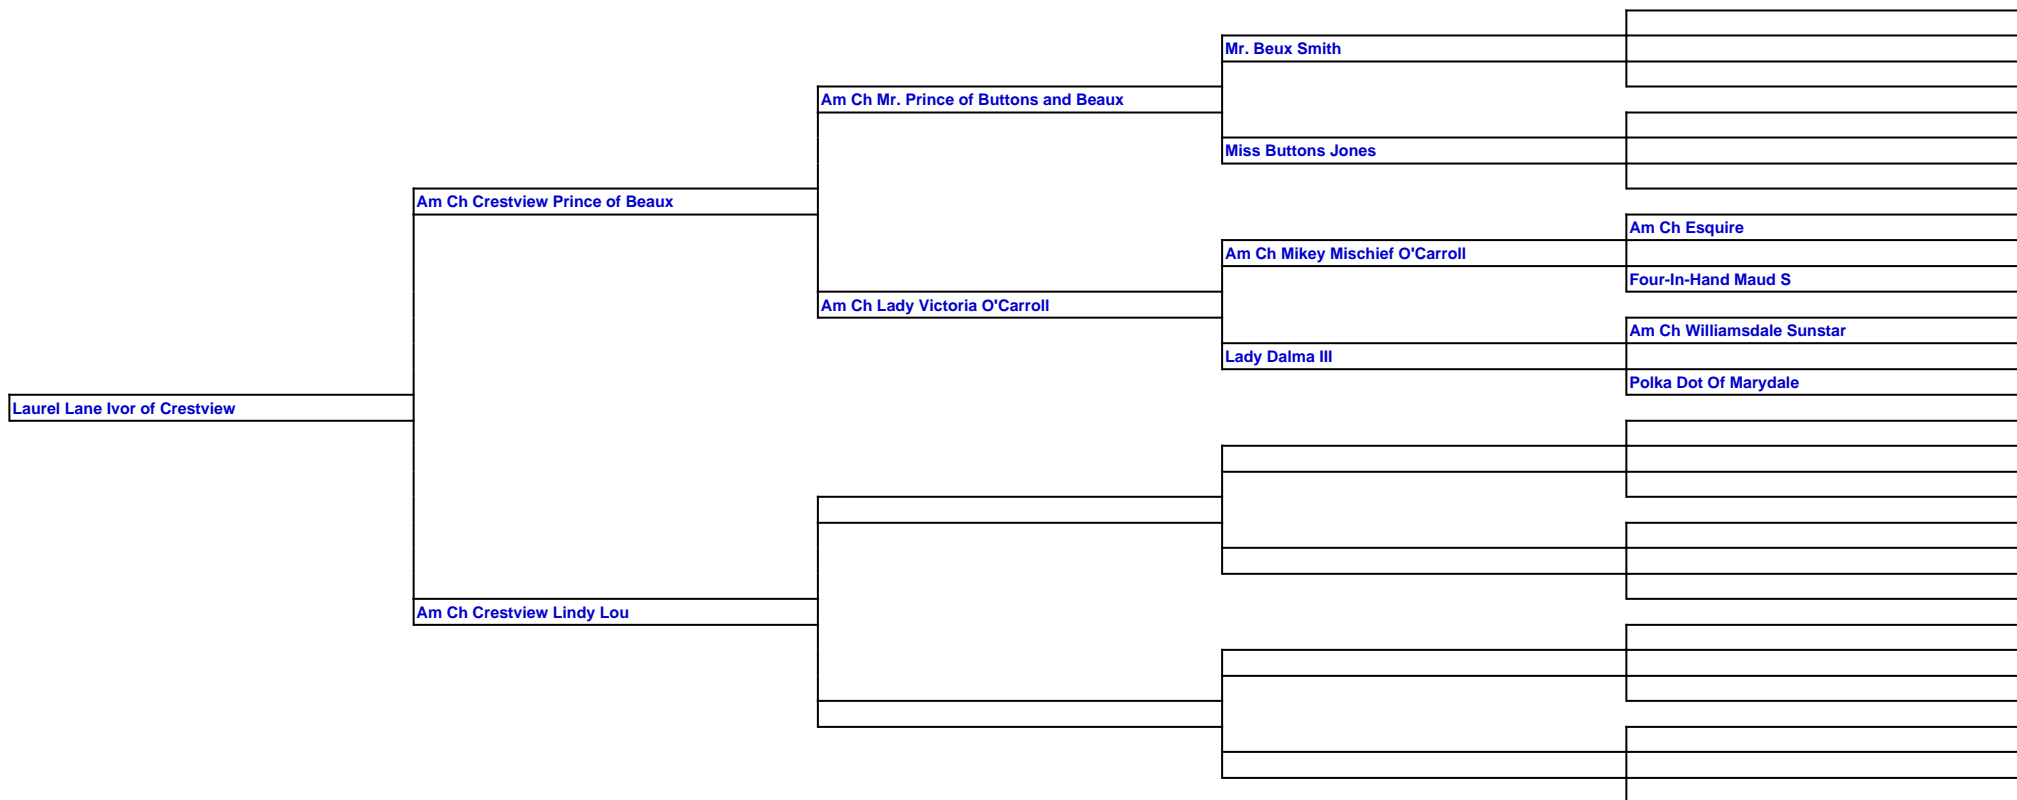 Mr. Beux Smith
Am Ch Mr. Prince of Buttons and Beaux
Miss Buttons Jones
Am Ch Crestview Prince of Beaux
Am Ch Esquire
Am Ch Mikey Mischief O'Carroll
Four-In-Hand Maud S
Am Ch Lady Victoria O'Carroll
Am Ch Williamsdale Sunstar
Lady Dalma III
Polka Dot Of Marydale
Laurel Lane Ivor of Crestview
Am Ch Crestview Lindy Lou